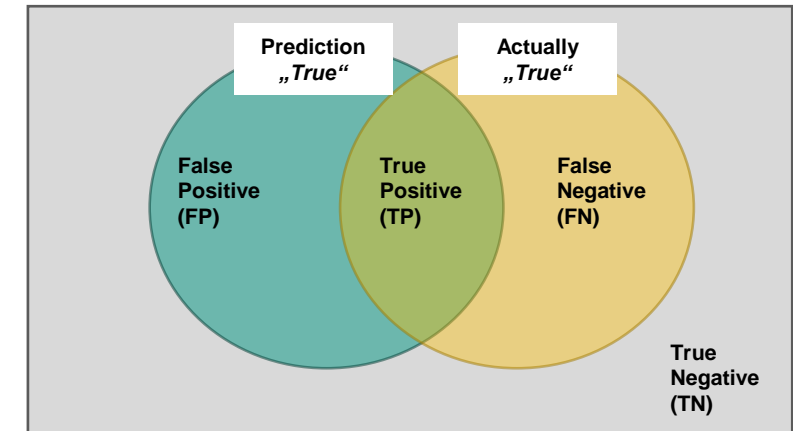 Prediction
„True“
Actually
„True“
False
Positive
(FP)
True
Positive
(TP)
False
Negative
(FN)
True
Negative
(TN)